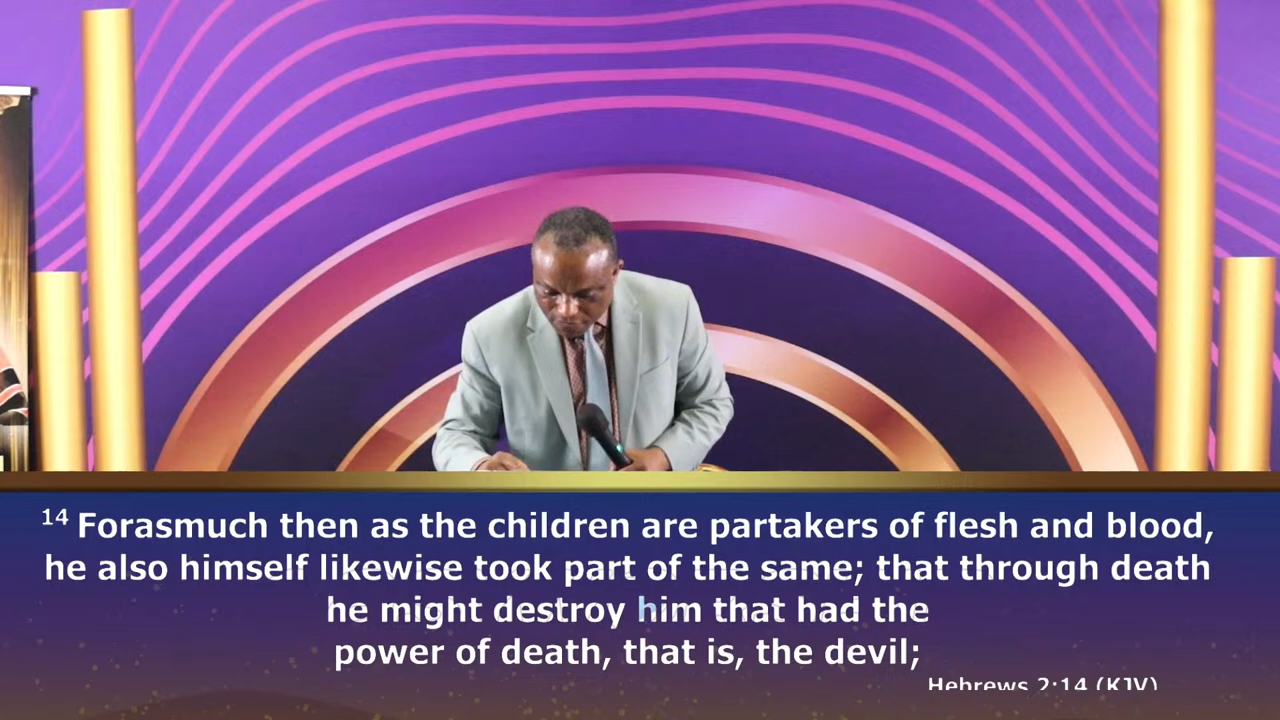 14 Forasmuch then as the children are partakers of flesh and blood,
he also himself likewise took part of the same; that through death
he might destroy him that had the
power of death, that is, the devil;
Hebrews 2:14 (KJV)